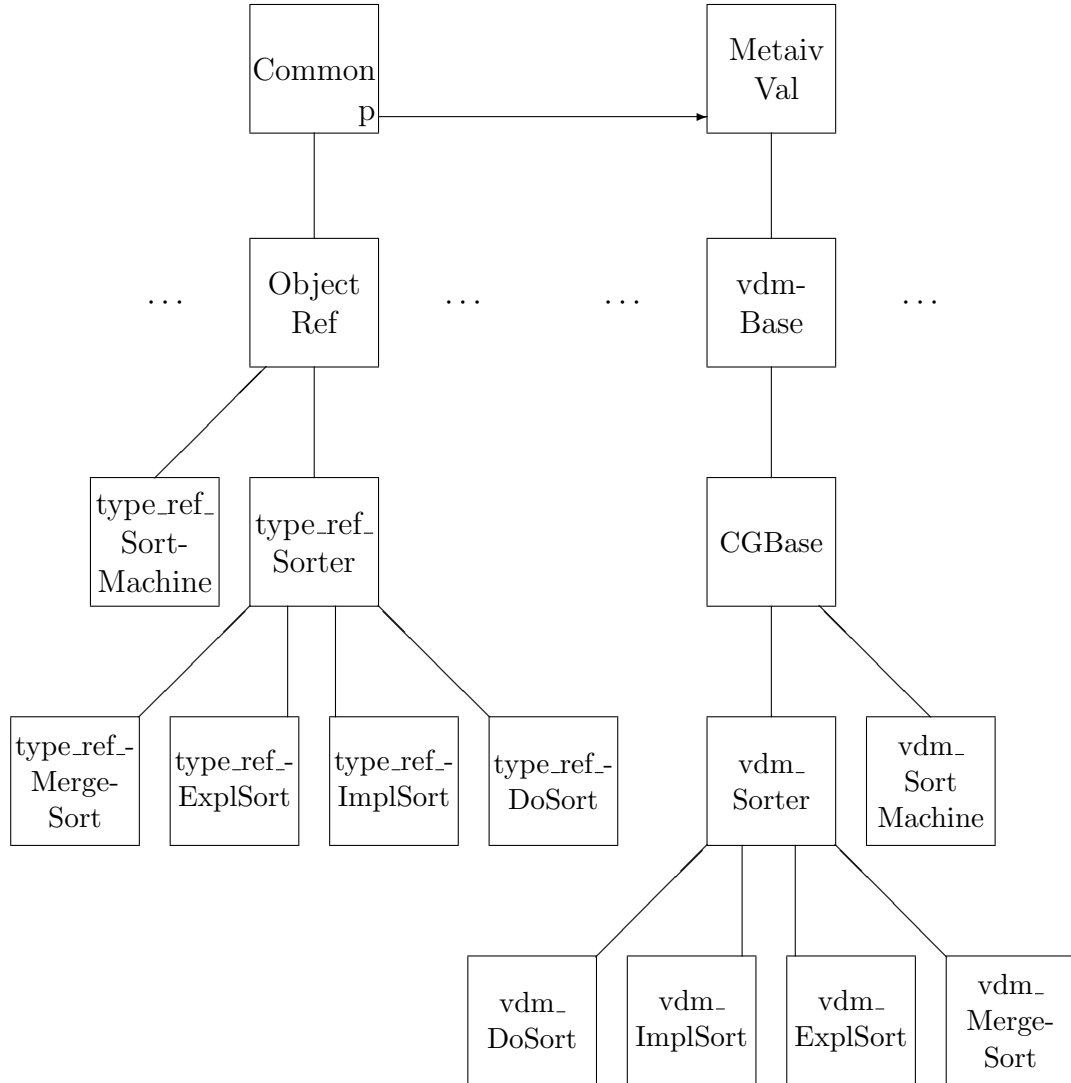 Common
p
Metaiv
Val
. . .
Object
Ref
. . .
. . .
vdm-
Base
. . .
type_ref_
Sort-
Machine
type_ref_
Sorter
CGBase
type_ref_-
Merge-
Sort
type_ref_-
ExplSort
type_ref_-
ImplSort
type_ref_-
DoSort
vdm_
Sorter
vdm_
Sort
Machine
vdm_
DoSort
vdm_
ImplSort
vdm_
ExplSort
vdm_
Merge-
Sort